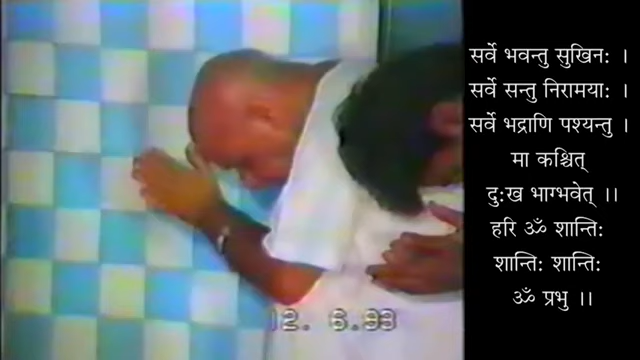 सर्वे भवन्तु सुखिनः ।
सर्वे सन्तु निरामयाः ।
सर्वे भद्राणि पश्यन्तु ।
मा कश्चित्
दुःख भाग्भवेत् ।।
हरि ॐ शान्तिः
शान्तिः शान्तिः
ॐ प्रभु ।।
12. 6.93